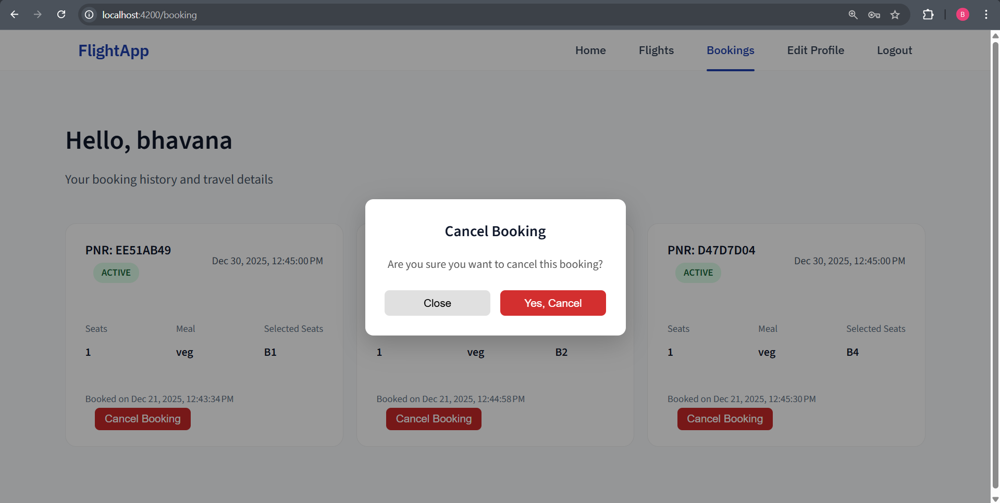 localhost:4200/booking
B
FlightApp
Home
Flights
Bookings
Edit Profile
Logout
Hello, bhavana
Your booking history and travel details
Cancel Booking
Are you sure you want to cancel this booking?
Close
Yes, Cancel
PNR: EE51AB49
Dec 30, 2025, 12:45:00 PM
ACTIVE
Seats
Meal
Selected Seats
1
veg
B1
Booked on Dec 21, 2025, 12:43:34 PM
Cancel Booking
1
veg
B2
Booked on Dec 21, 2025, 12:44:58 PM
Cancel Booking
PNR: D47D7D04
Dec 30, 2025, 12:45:00 PM
ACTIVE
Seats
Meal
Selected Seats
1
veg
B4
Booked on Dec 21, 2025, 12:45:30 PM
Cancel Booking